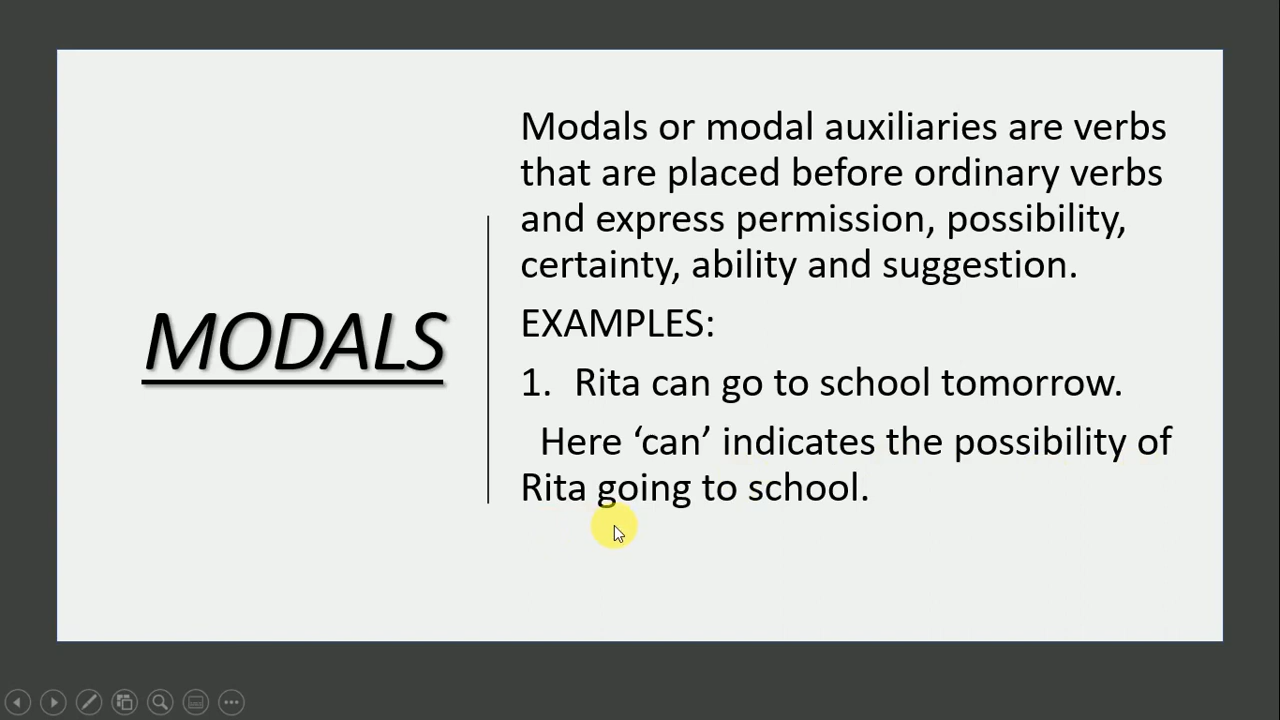 MODALS
Modals or modal auxiliaries are verbs
that are placed before ordinary verbs
and express permission, possibility,
certainty, ability and suggestion.
EXAMPLES:
1. Rita can go to school tomorrow.
Here ‘can’ indicates the possibility of
Rita going to school.